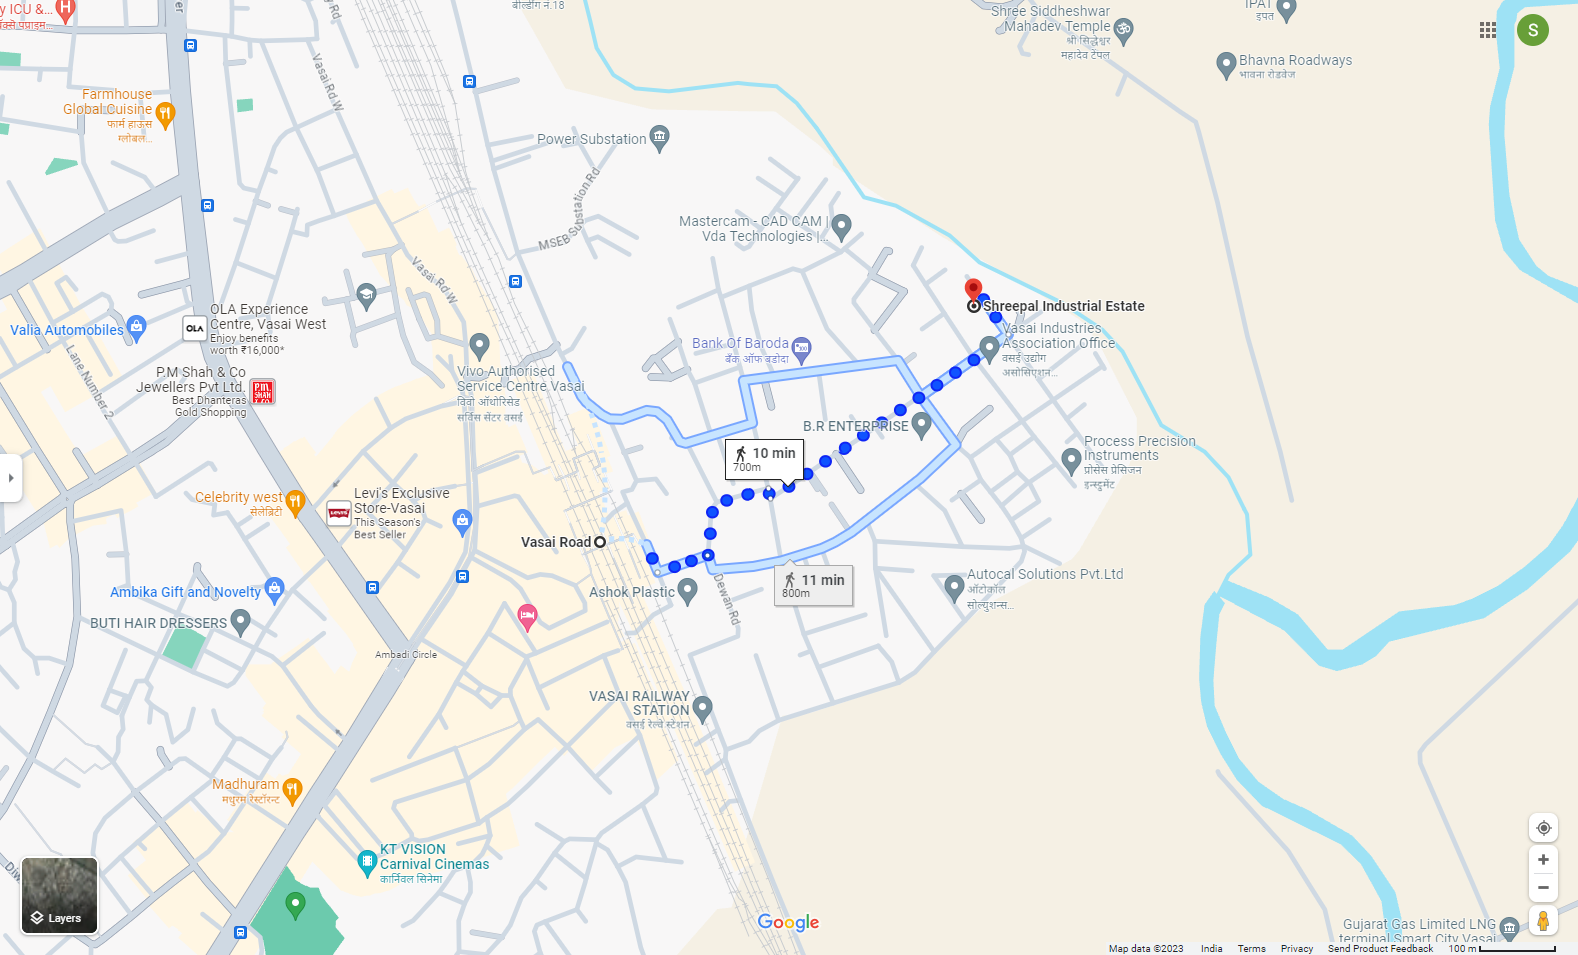 बील्डींग नं.18
y ICU &...
Vasai Rd W
Shree Siddheshwar
Mahadev Temple
श्री सिद्धेश्वर
महादेव टेंपल
IPAT
इपत
S
Bhavna Roadways
भावना रोडवेज
Farmhouse
Global Cuisine
फार्म हाऊस
ग्लोबल...
Power Substation
MSEB Substation Rd
Mastercam - CAD CAM |
Vda Technologies |...
Vasai Rd W
Shreepal Industrial Estate
OLA Experience
Centre, Vasai West
Enjoy benefits
worth ₹16,000*
OLA
Valia Automobiles
Vasai Industries
Association Office
वसई उद्योग
असोसिएशन...
Bank Of Baroda
बँक ऑफ बडोदा
Lane Number 2
P.M Shah & Co
Jewellers Pvt Ltd.
Best Dhanteras
Gold Shopping
Vivo Authorised
Service Centre Vasai
विवो ऑथोरिसेड
सर्विस सेंटर वसई
B.R ENTERPRISE
10 min
700m
Process Precision
Instruments
प्रोसेस प्रेसिजन
इन्स्ट्रुमेंट
Celebrity west
सेलेब्रिटी
Levi's Exclusive
Store-Vasai
This Season's
Best Seller
Vasai Road
11 min
800m
Autocal Solutions Pvt.Ltd
ऑटोकॉल
सोल्युशन्स...
Ashok Plastic
Dewan Rd
Ambika Gift and Novelty
BUTI HAIR DRESSERS
Ambadi Circle
VASAI RAILWAY
STATION
वसई रेल्वे स्टेशन
Madhuram
मधुरम रेस्टॉरन्ट
KT VISION
Carnival Cinemas
कार्निवल सिनेमा
Layers
Google
Gujarat Gas Limited LNG
terminal Smart City Vasai
Map data ©2023 India Terms Privacy Send Product Feedback 100 m